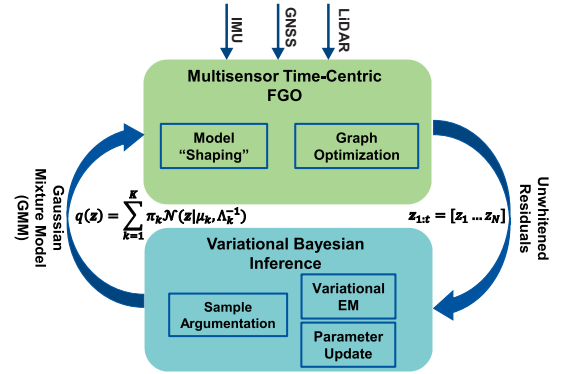 IMU
GNSS
LiDAR
Multisensor Time-Centric
FGO
Model
“Shaping”
Graph
Optimization
Gaussian
Mixture Model
(GMM)
q(𝒛) = ∑_{k=1}^{K} π_k 𝒩(𝒛|μ_k, Λ_k^{-1})
z_{1:t} = [z_1 … z_N]
Unwhitened
Residuals
Variational Bayesian
Inference
Sample
Argumentation
Variational
EM
Parameter
Update